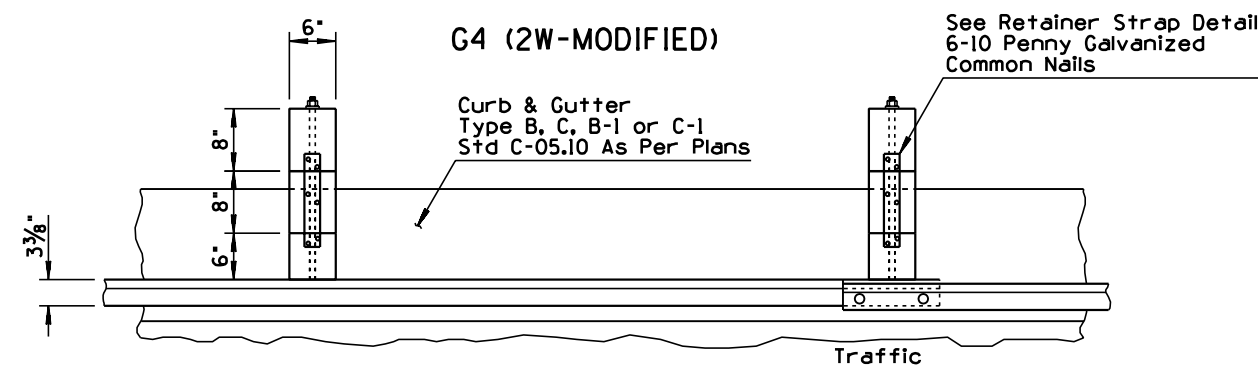 6"
G4 (2W-MODIFIED)
See Retainer Strap Detail
6-10 Penny Galvanized
Common Nails
Curb & Gutter
Type B, C, B-1 or C-1
Std C-05.10 As Per Plans
8"
8"
6"
3⅜"
Traffic